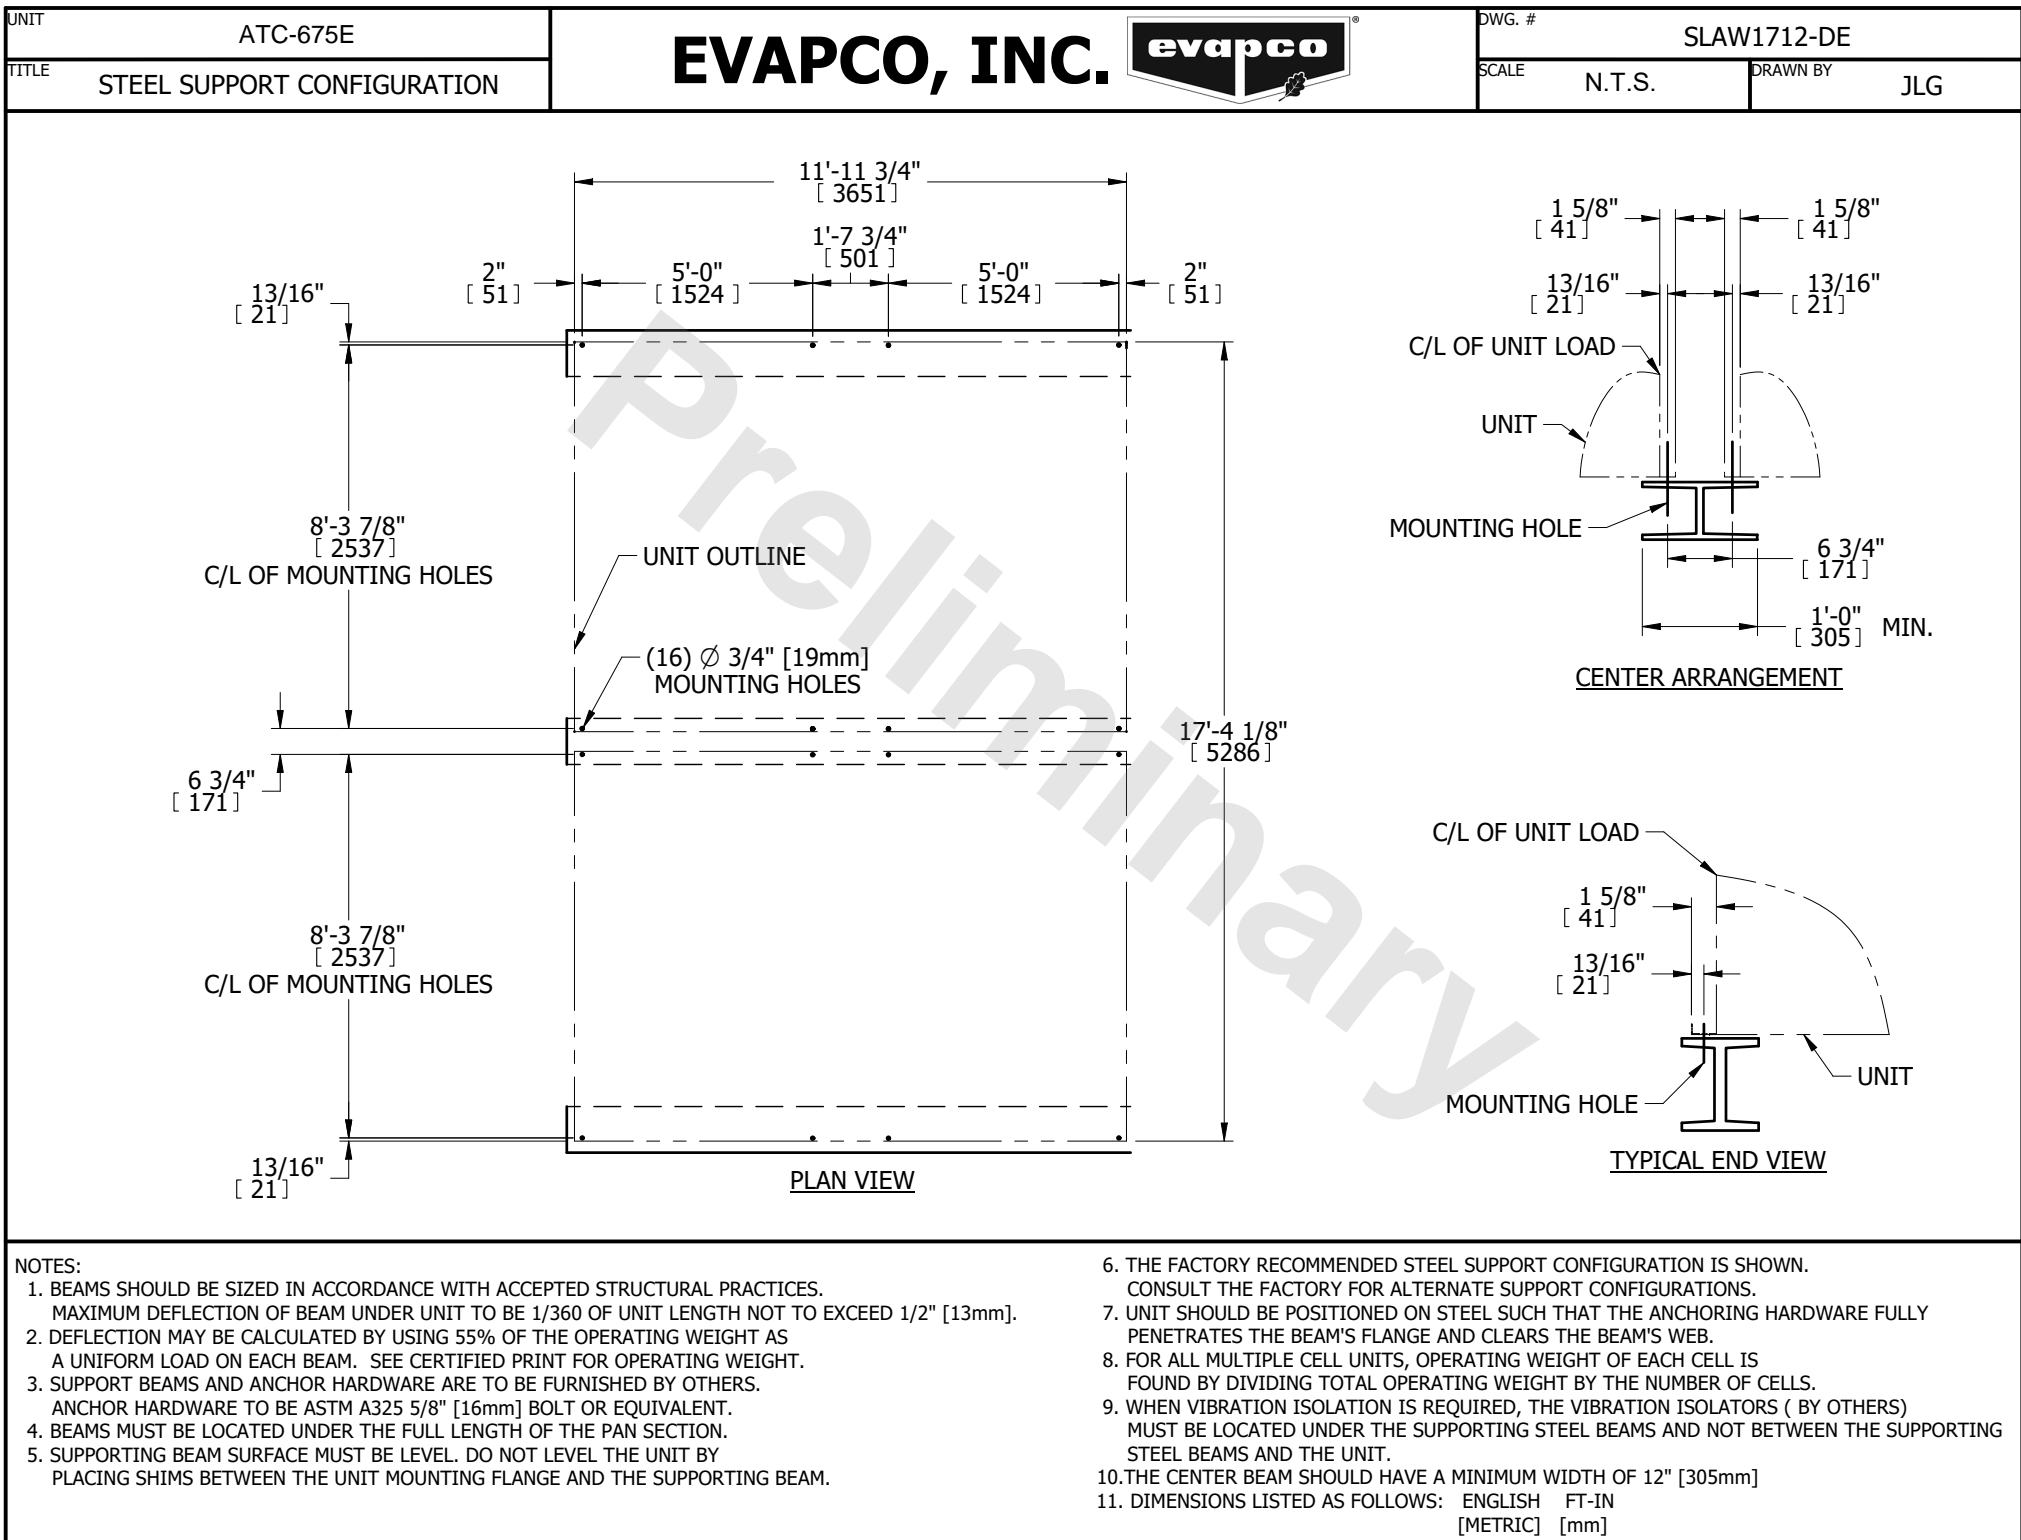 UNIT
ATC-675E
TITLE
STEEL SUPPORT CONFIGURATION
EVAPCO, INC.
evapco
®
DWG. #
SLAW1712-DE
SCALE
N.T.S.
DRAWN BY
JLG
11'-11 3/4"
[ 3651 ]
1'-7 3/4"
[ 501 ]
2"
[ 51 ]
5'-0"
[ 1524 ]
5'-0"
[ 1524 ]
2"
[ 51 ]
13/16"
[ 21 ]
8'-3 7/8"
[ 2537 ]
C/L OF MOUNTING HOLES
UNIT OUTLINE
(16) Ø 3/4" [19mm]
MOUNTING HOLES
6 3/4"
[ 171 ]
17'-4 1/8"
[ 5286 ]
8'-3 7/8"
[ 2537 ]
C/L OF MOUNTING HOLES
13/16"
[ 21 ]
PLAN VIEW
Preliminary
1 5/8"
[ 41 ]
1 5/8"
[ 41 ]
13/16"
[ 21 ]
13/16"
[ 21 ]
C/L OF UNIT LOAD
UNIT
MOUNTING HOLE
6 3/4"
[ 171 ]
1'-0"
[ 305 ] MIN.
CENTER ARRANGEMENT
C/L OF UNIT LOAD
1 5/8"
[ 41 ]
13/16"
[ 21 ]
UNIT
MOUNTING HOLE
TYPICAL END VIEW
NOTES:
1. BEAMS SHOULD BE SIZED IN ACCORDANCE WITH ACCEPTED STRUCTURAL PRACTICES.
MAXIMUM DEFLECTION OF BEAM UNDER UNIT TO BE 1/360 OF UNIT LENGTH NOT TO EXCEED 1/2" [13mm].
2. DEFLECTION MAY BE CALCULATED BY USING 55% OF THE OPERATING WEIGHT AS
A UNIFORM LOAD ON EACH BEAM. SEE CERTIFIED PRINT FOR OPERATING WEIGHT.
3. SUPPORT BEAMS AND ANCHOR HARDWARE ARE TO BE FURNISHED BY OTHERS.
ANCHOR HARDWARE TO BE ASTM A325 5/8" [16mm] BOLT OR EQUIVALENT.
4. BEAMS MUST BE LOCATED UNDER THE FULL LENGTH OF THE PAN SECTION.
5. SUPPORTING BEAM SURFACE MUST BE LEVEL. DO NOT LEVEL THE UNIT BY
PLACING SHIMS BETWEEN THE UNIT MOUNTING FLANGE AND THE SUPPORTING BEAM.
6. THE FACTORY RECOMMENDED STEEL SUPPORT CONFIGURATION IS SHOWN.
CONSULT THE FACTORY FOR ALTERNATE SUPPORT CONFIGURATIONS.
7. UNIT SHOULD BE POSITIONED ON STEEL SUCH THAT THE ANCHORING HARDWARE FULLY
PENETRATES THE BEAM'S FLANGE AND CLEARS THE BEAM'S WEB.
8. FOR ALL MULTIPLE CELL UNITS, OPERATING WEIGHT OF EACH CELL IS
FOUND BY DIVIDING TOTAL OPERATING WEIGHT BY THE NUMBER OF CELLS.
9. WHEN VIBRATION ISOLATION IS REQUIRED, THE VIBRATION ISOLATORS ( BY OTHERS)
MUST BE LOCATED UNDER THE SUPPORTING STEEL BEAMS AND NOT BETWEEN THE SUPPORTING
STEEL BEAMS AND THE UNIT.
10.THE CENTER BEAM SHOULD HAVE A MINIMUM WIDTH OF 12" [305mm]
11. DIMENSIONS LISTED AS FOLLOWS: ENGLISH FT-IN
[METRIC] [mm]